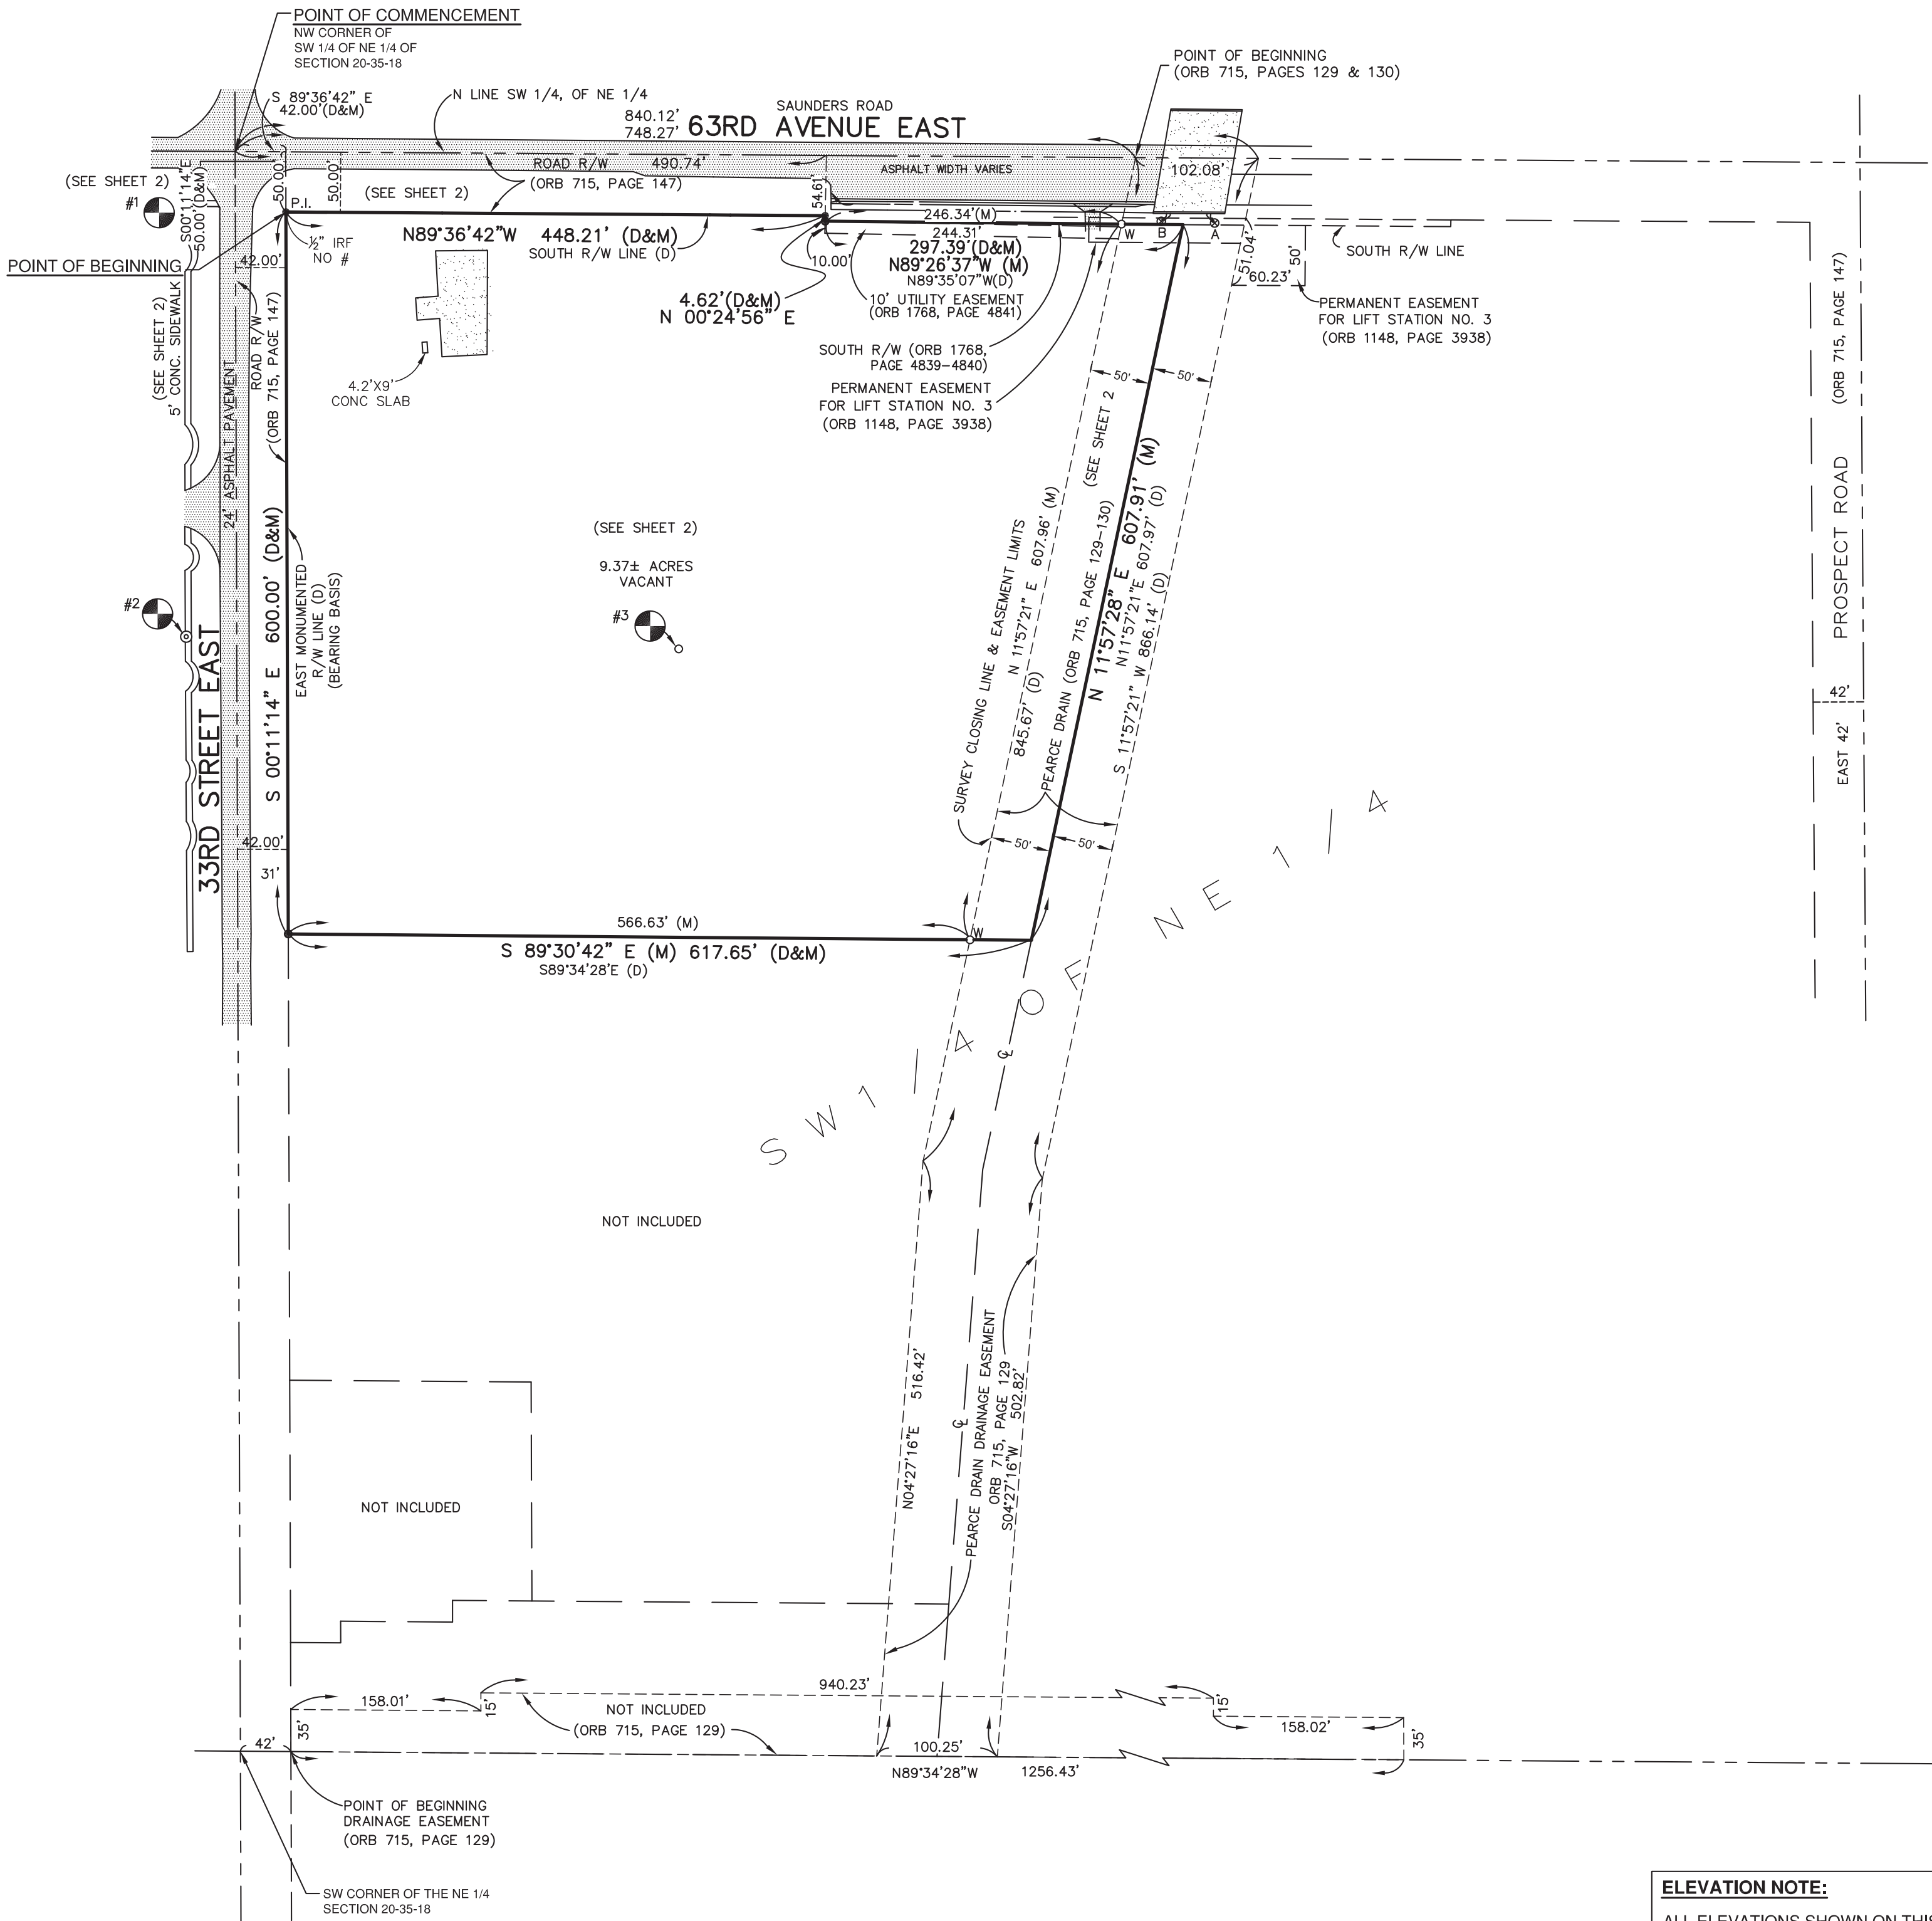 POINT OF COMMENCEMENT
NW CORNER OF
SW 1/4 OF NE 1/4 OF
SECTION 20-35-18
POINT OF BEGINNING
(ORB 715, PAGES 129 & 130)
S 89°36'42" E
42.00'(D&M)
N LINE SW 1/4, OF NE 1/4
840.12'
748.27'
SAUNDERS ROAD
63RD AVENUE EAST
ROAD R/W 490.74'
(ORB 715, PAGE 147)
ASPHALT WIDTH VARIES
102.08'
(SEE SHEET 2)
#1
S00°11'14"E
50.00'(D&M)
50.00'
50.00'
(SEE SHEET 2)
54.61'
P.I.
½" IRF
NO #
N89°36'42"W 448.21' (D&M)
SOUTH R/W LINE (D)
246.34'(M)
244.31'
W
B
A
297.39'(D&M)
N89°26'37"W (M)
N89°35'07"W(D)
10.00'
51.04'
50'
60.23'
SOUTH R/W LINE
POINT OF BEGINNING
42.00'
4.62'(D&M)
N 00°24'56" E
10' UTILITY EASEMENT
(ORB 1768, PAGE 4841)
PERMANENT EASEMENT
FOR LIFT STATION NO. 3
(ORB 1148, PAGE 3938)
SOUTH R/W (ORB 1768,
PAGE 4839-4840)
PERMANENT EASEMENT
FOR LIFT STATION NO. 3
(ORB 1148, PAGE 3938)
4.2'X9'
CONC SLAB
(SEE SHEET 2)
5' CONC. SIDEWALK
24' ASPHALT PAVEMENT
ROAD R/W
(ORB 715, PAGE 147)
50'
50'
(SEE SHEET 2)
9.37± ACRES
VACANT
#2
#3
33RD STREET EAST
S 00°11'14" E 600.00' (D&M)
EAST MONUMENTED
R/W LINE (D)
(BEARING BASIS)
SURVEY CLOSING LINE & EASEMENT LIMITS
N 11°57'21" E 607.96' (M)
845.67' (D)
PEARCE DRAIN (ORB 715, PAGE 129-130)
(SEE SHEET 2
N 11°57'28" E 607.91' (M)
N11°57'21"E 607.97' (D)
S 11°57'21" W 866.14' (D)
(ORB 715, PAGE 147)
PROSPECT ROAD
42'
EAST 42'
42.00'
31'
50'
50'
566.63' (M)
W
S 89°30'42" E (M) 617.65' (D&M)
S89°34'28'E (D)
SW 1/4 OF NE 1/4
℄
NOT INCLUDED
N04°27'16"E 516.42'
℄
PEARCE DRAIN DRAINAGE EASEMENT
ORB 715, PAGE 129
S04°27'16"W 502.82'
NOT INCLUDED
158.01'
15'
940.23'
NOT INCLUDED
(ORB 715, PAGE 129)
15'
158.02'
35'
35'
42'
100.25'
N89°34'28"W 1256.43'
POINT OF BEGINNING
DRAINAGE EASEMENT
(ORB 715, PAGE 129)
SW CORNER OF THE NE 1/4
SECTION 20-35-18
ELEVATION NOTE:
ALL ELEVATIONS SHOWN ON THIS